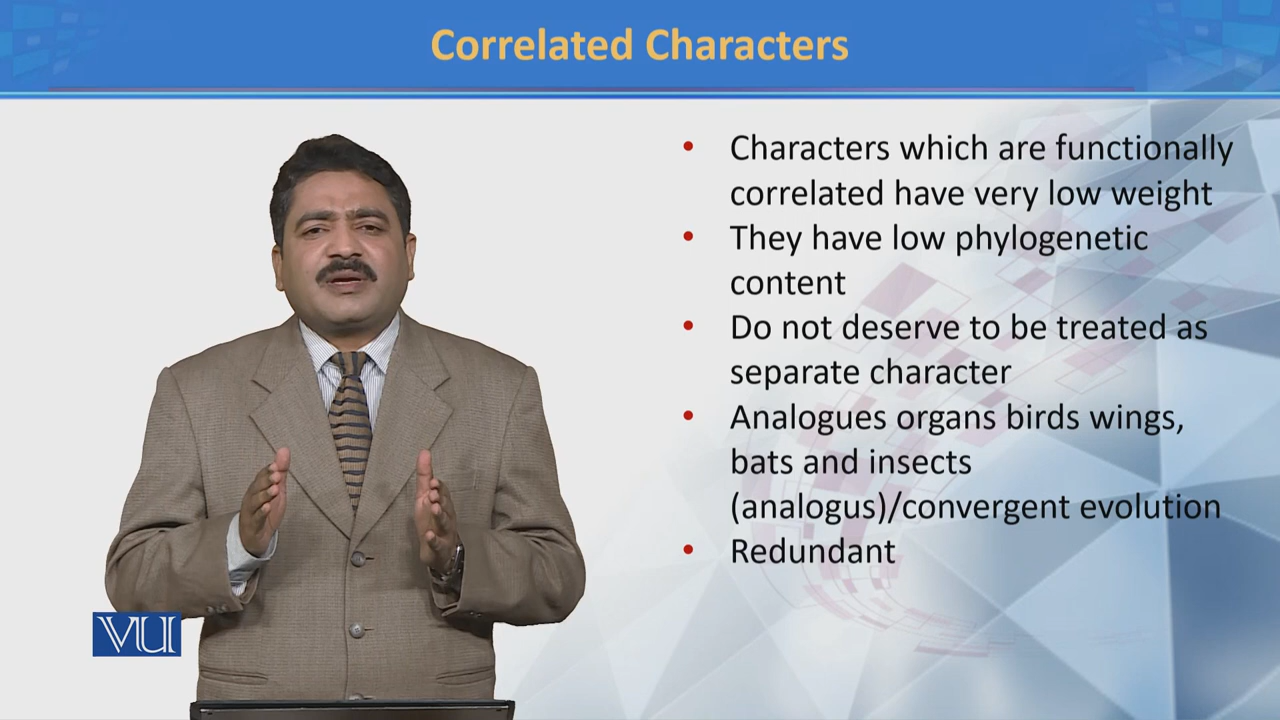 Correlated Characters
• Characters which are functionally
correlated have very low weight
• They have low phylogenetic
content
• Do not deserve to be treated as
separate character
• Analogues organs birds wings,
bats and insects
(analogus)/convergent evolution
• Redundant
VU